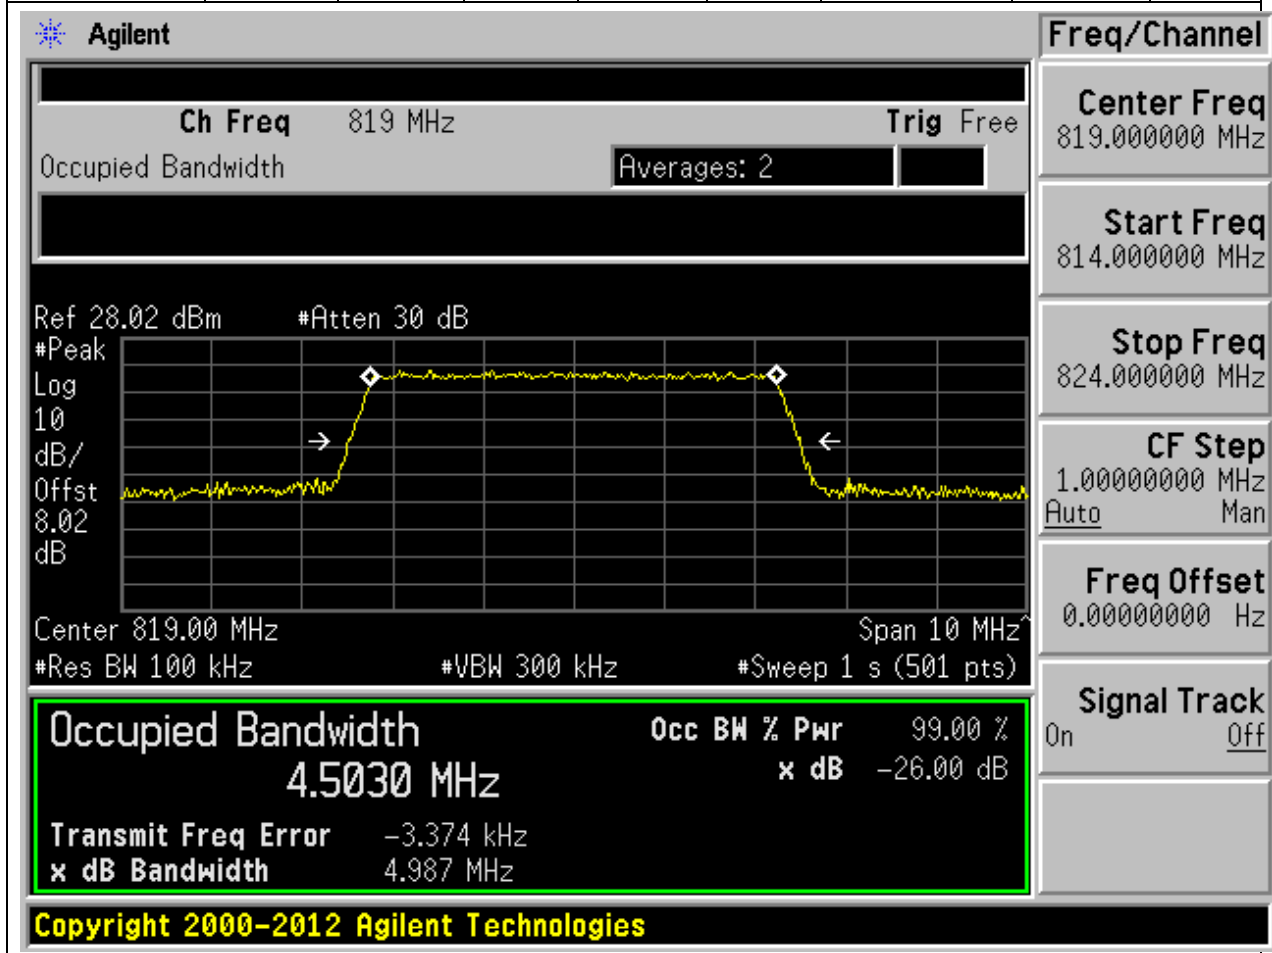 Agilent
Freq/Channel
Ch Freq 819 MHz Trig Free
Occupied Bandwidth Averages: 2
Center Freq
819.000000 MHz
Start Freq
814.000000 MHz
Stop Freq
824.000000 MHz
CF Step
1.00000000 MHz
Auto Man
Freq Offset
0.00000000 Hz
Signal Track
On Off
Ref 28.02 dBm #Atten 30 dB
#Peak
Log
10
dB/
Offst
8.02
dB
Center 819.00 MHz Span 10 MHz^
#Res BW 100 kHz #VBW 300 kHz #Sweep 1 s (501 pts)
Occupied Bandwidth Occ BW % Pwr 99.00 %
4.5030 MHz x dB -26.00 dB
Transmit Freq Error -3.374 kHz
x dB Bandwidth 4.987 MHz
Copyright 2000-2012 Agilent Technologies